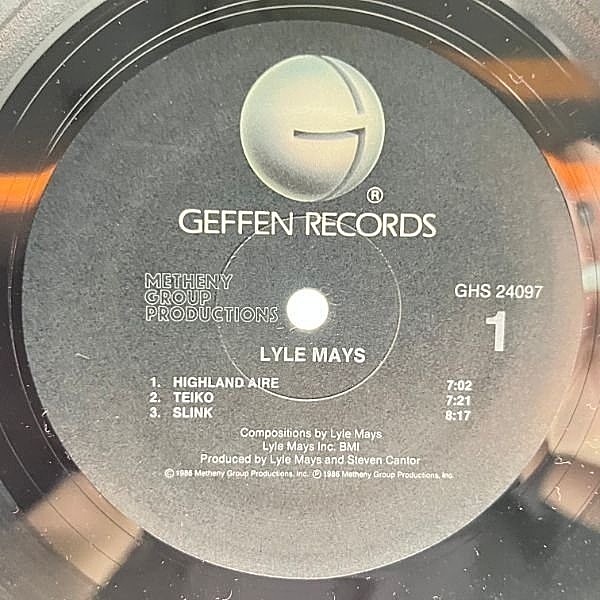 ®
GEFFEN RECORDS
METHENY
GROUP
PRODUCTIONS
GHS 24097
1
LYLE MAYS
1. HIGHLAND AIRE 7:02
2. TEIKO 7:21
3. SLINK 8:17
Compositions by Lyle Mays
Lyle Mays Inc. BMI
Produced by Lyle Mays and Steven Cantor
©1986 Metheny Group Productions, Inc. ℗1986 Metheny Group Productions, Inc.